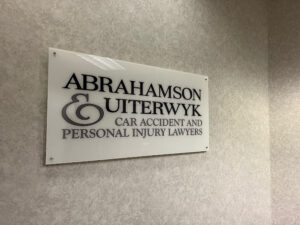 ABRAHAMSON
& UITERWYK
CAR ACCIDENT AND
PERSONAL INJURY LAWYERS